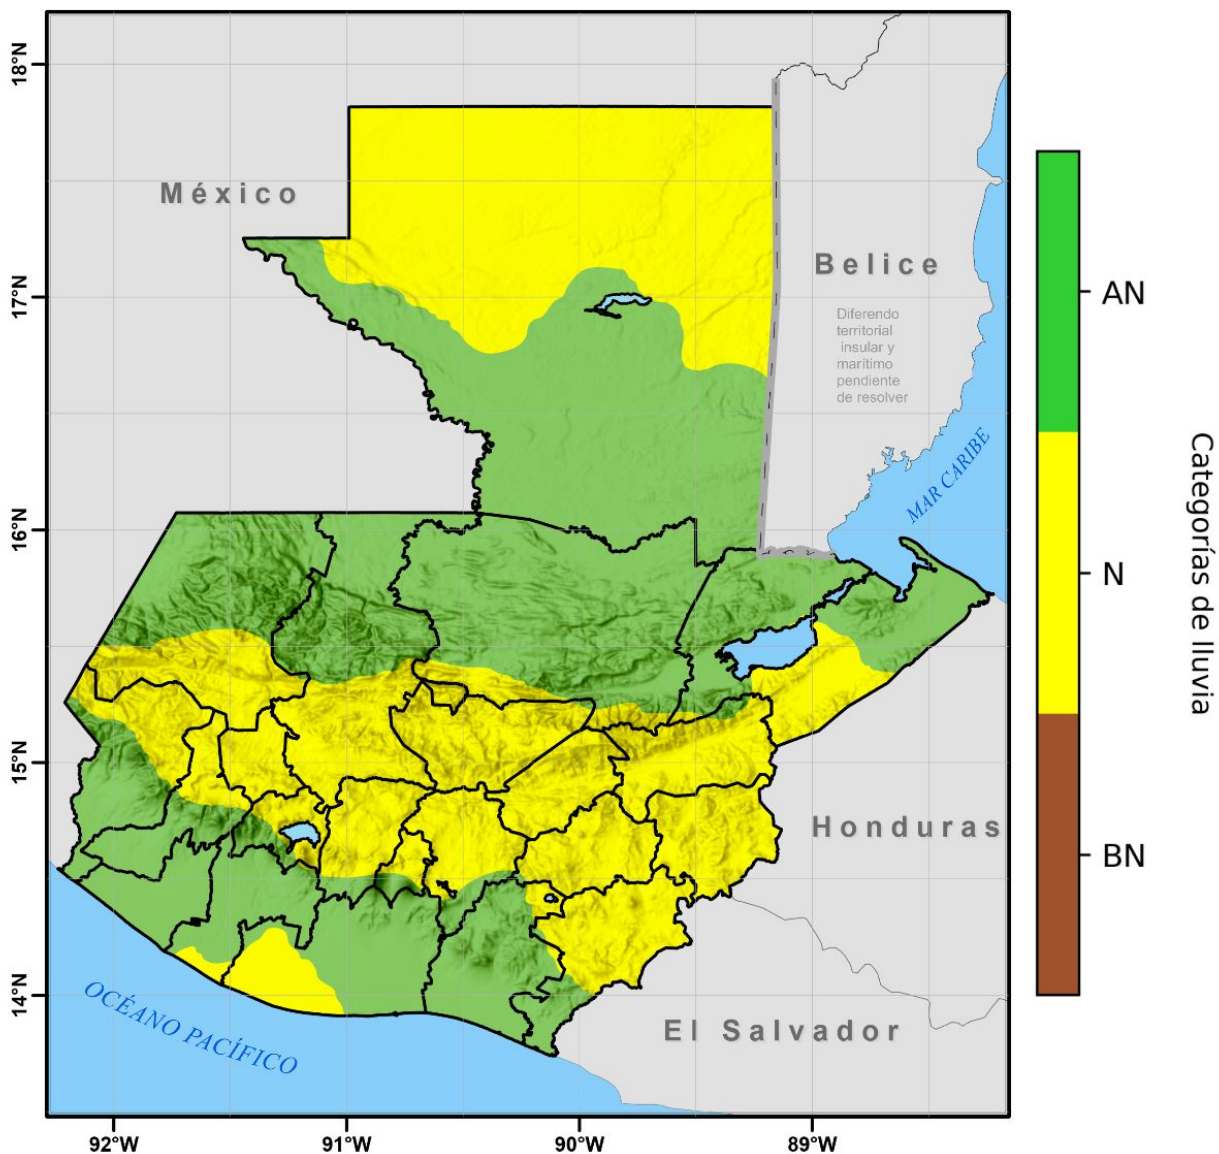 18°N
17°N
16°N
15°N
14°N
92°W
91°W
90°W
89°W
México
Belice
Diferendo
territorial
insular y
marítimo
pendiente
de resolver
MAR CARIBE
Honduras
El Salvador
OCÉANO PACÍFICO
AN
N
BN
Categorías de lluvia